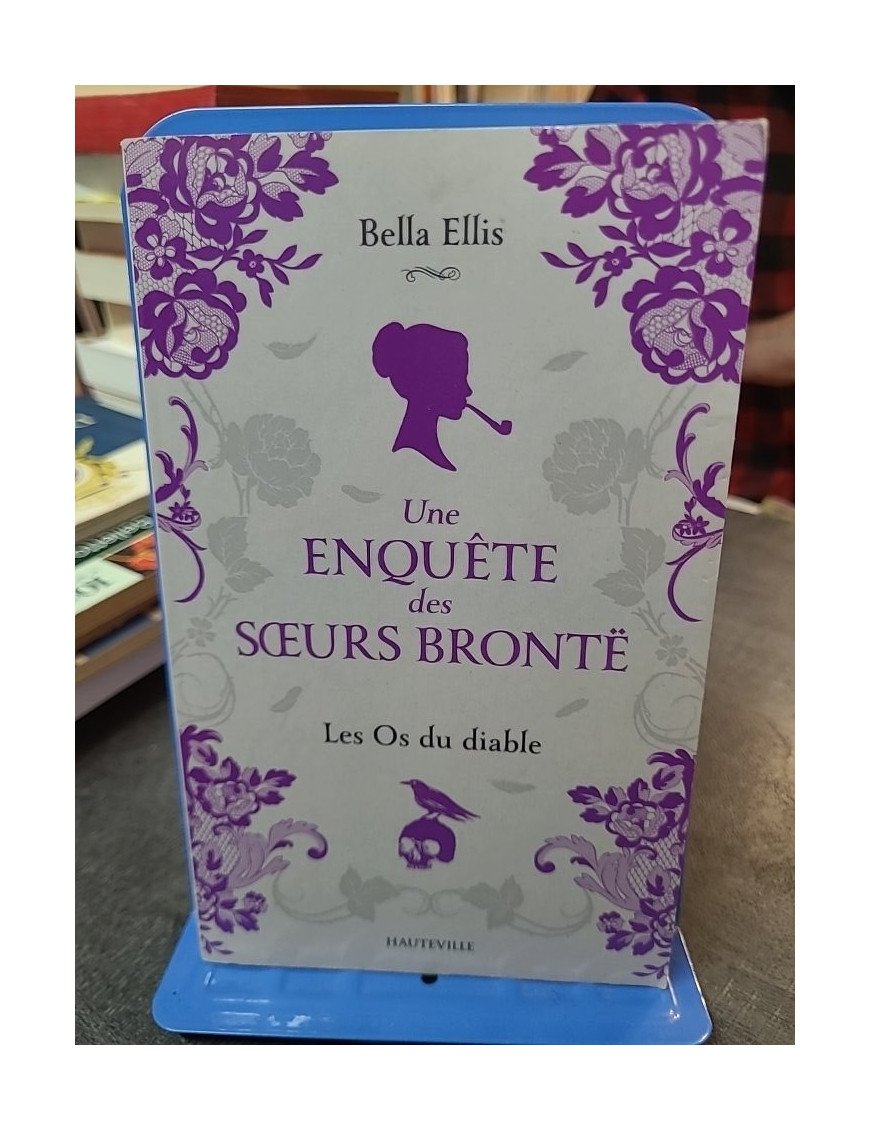 Bella Ellis
Une
ENQUÊTE
des
SŒURS BRONTË
Les Os du diable
HAUTEVILLE